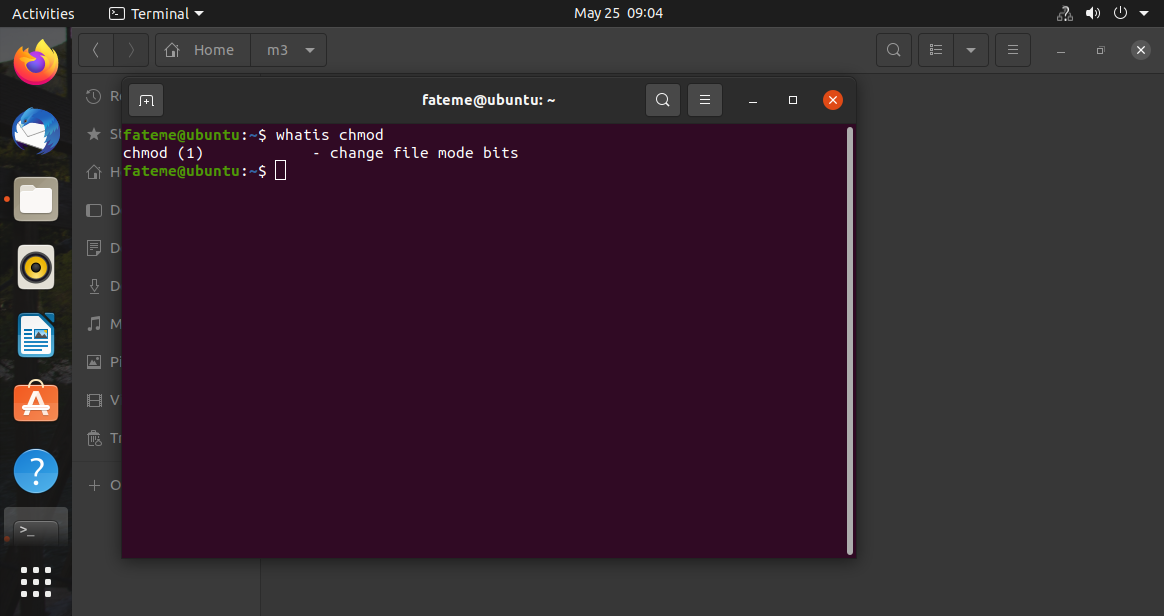 Activities Terminal May 25 09:04
Home m3
fateme@ubuntu: ~
fateme@ubuntu:~$ whatis chmod
chmod (1)            - change file mode bits
fateme@ubuntu:~$
>_